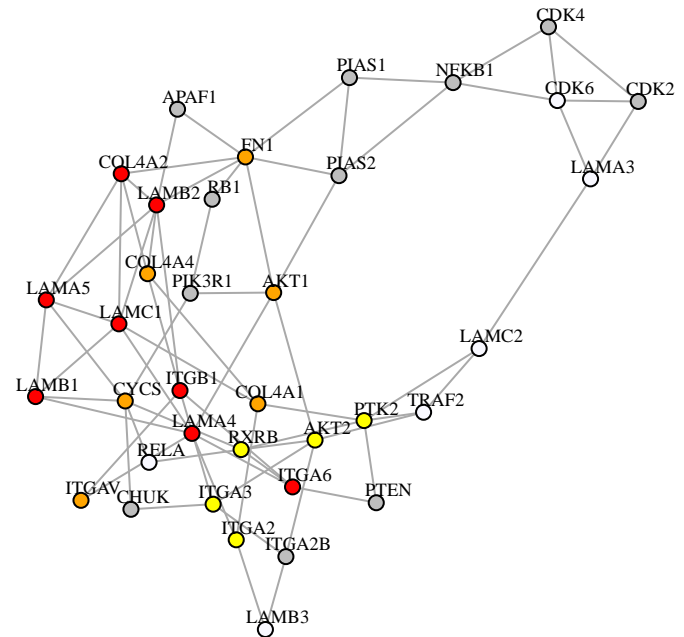 CDK4
PIAS1
NFKB1
CDK6
CDK2
APAF1
FN1
COL4A2
PIAS2
LAMA3
LAMB2
RB1
COL4A4
PIK3R1
AKT1
LAMA5
LAMC1
LAMC2
LAMB1
CYCS
ITGB1
COL4A1
PTK2
TRAF2
LAMA4
RXRB
AKT2
RELA
ITGA6
ITGAV
CHUK
ITGA3
PTEN
ITGA2
ITGA2B
LAMB3